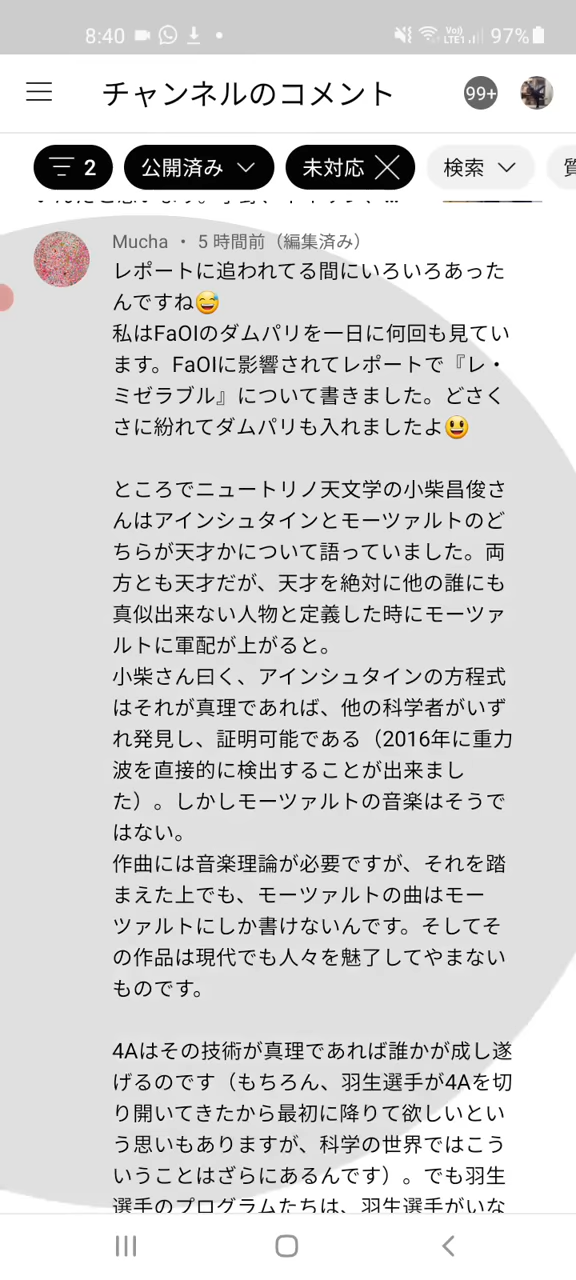 8:40
Vo))
LTE1
97%
チャンネルのコメント
99+
2
公開済み
未対応
検索
Mucha ・ 5 時間前（編集済み）
レポートに追われてる間にいろいろあった
んですね😅
私はFaOIのダムパリを一日に何回も見てい
ます。FaOIに影響されてレポートで『レ・
ミゼラブル』について書きました。どさく
さに紛れてダムパリも入れましたよ😃
ところでニュートリノ天文学の小柴昌俊さ
んはアインシュタインとモーツァルトのど
ちらが天才かについて語っていました。両
方とも天才だが、天才を絶対に他の誰にも
真似出来ない人物と定義した時にモーツァ
ルトに軍配が上がると。
小柴さん曰く、アインシュタインの方程式
はそれが真理であれば、他の科学者がいず
れ発見し、証明可能である（2016年に重力
波を直接的に検出することが出来まし
た）。しかしモーツァルトの音楽はそうで
はない。
作曲には音楽理論が必要ですが、それを踏
まえた上でも、モーツァルトの曲はモー
ツァルトにしか書けないんです。そしてそ
の作品は現代でも人々を魅了してやまない
ものです。
4Aはその技術が真理であれば誰かが成し遂
げるのです（もちろん、羽生選手が4Aを切
り開いてきたから最初に降りて欲しいとい
う思いもありますが、科学の世界ではこう
いうことはざらにあるんです）。でも羽生
選手のプログラムたちは、羽生選手がいな